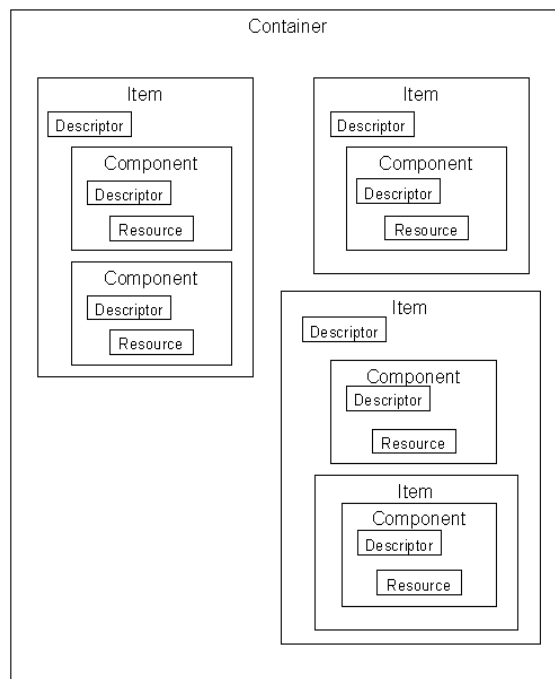 Container
Item
Descriptor
Component
Descriptor
Resource
Component
Descriptor
Resource
Item
Descriptor
Component
Descriptor
Resource
Item
Descriptor
Component
Descriptor
Resource
Item
Component
Descriptor
Resource